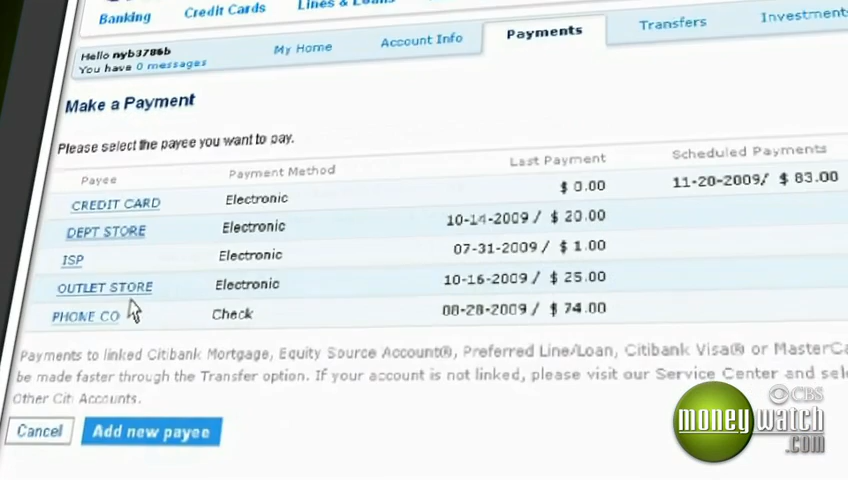 Banking Credit Cards Lines & Loans
Hello nyb3786b
You have 0 messages
My Home Account Info Payments Transfers Investments
Make a Payment
Please select the payee you want to pay.
Payee Payment Method Last Payment Scheduled Payments
CREDIT CARD Electronic $ 0.00 11-20-2009/ $ 83.00
DEPT STORE Electronic 10-14-2009 / $ 20.00
ISP Electronic 07-31-2009 / $ 1.00
OUTLET STORE Electronic 10-16-2009 / $ 25.00
PHONE CO Check 08-28-2009 / $ 74.00
Payments to linked Citibank Mortgage, Equity Source Account®, Preferred Line/Loan, Citibank Visa® or MasterCa
be made faster through the Transfer option. If your account is not linked, please visit our Service Center and sel
Other Citi Accounts.
Cancel Add new payee
CBS
moneywatch
.com